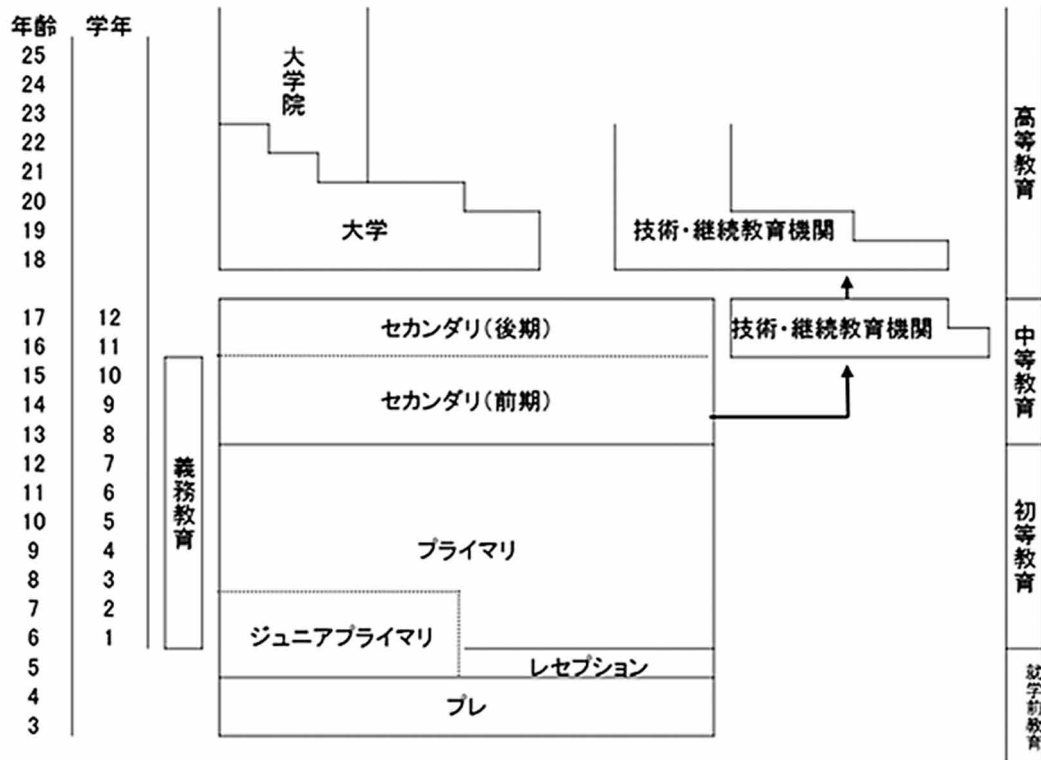 年齢 学年
25
24
23
22
21
20
19
18
17 12
16 11
15 10
14 9
13 8
12 7
11 6
10 5
9 4
8 3
7 2
6 1
5
4
3
義務教育
大学院
大学
技術・継続教育機関
セカンダリ(後期)
技術・継続教育機関
セカンダリ(前期)
プライマリ
ジュニアプライマリ
レセプション
プレ
高等教育
中等教育
初等教育
就学前教育